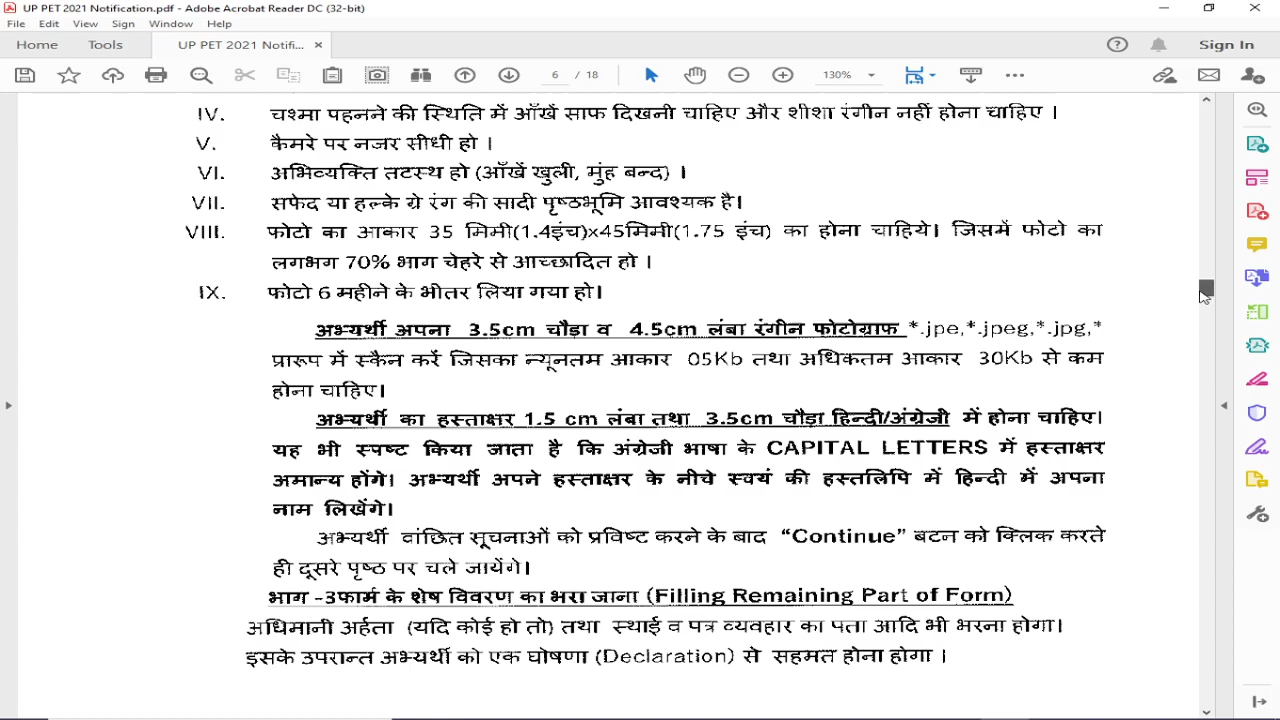 UP PET 2021 Notification.pdf - Adobe Acrobat Reader DC (32-bit)
File Edit View Sign Window Help
Home Tools UP PET 2021 Notifi... × Sign In
6 / 18 130%
IV. चश्मा पहनने की स्थिति में आँखें साफ दिखनी चाहिए और शीशा रंगीन नहीं होना चाहिए ।
V. कैमरे पर नजर सीधी हो ।
VI. अभिव्यक्ति तटस्थ हो (आँखें खुली, मुंह बन्द) ।
VII. सफेद या हल्के ग्रे रंग की सादी पृष्ठभूमि आवश्यक है।
VIII. फोटो का आकार 35 मिमी(1.4इंच)x45मिमी(1.75 इंच) का होना चाहिये। जिसमें फोटो का
लगभग 70% भाग चेहरे से आच्छादित हो ।
IX. फोटो 6 महीने के भीतर लिया गया हो।
अभ्यर्थी अपना 3.5cm चौड़ा व 4.5cm लंबा रंगीन फोटोग्राफ *.jpe,*.jpeg,*.jpg,*
प्रारूप में स्कैन करें जिसका न्यूनतम आकार 05Kb तथा अधिकतम आकार 30Kb से कम
होना चाहिए।
अभ्यर्थी का हस्ताक्षर 1.5 cm लंबा तथा 3.5cm चौड़ा हिन्दी/अंग्रेजी में होना चाहिए।
यह भी स्पष्ट किया जाता है कि अंग्रेजी भाषा के CAPITAL LETTERS में हस्ताक्षर
अमान्य होंगे। अभ्यर्थी अपने हस्ताक्षर के नीचे स्वयं की हस्तलिपि में हिन्दी में अपना
नाम लिखेंगे।
अभ्यर्थी वांछित सूचनाओं को प्रविष्ट करने के बाद “Continue” बटन को क्लिक करते
ही दूसरे पृष्ठ पर चले जायेंगे।
भाग -3फार्म के शेष विवरण का भरा जाना (Filling Remaining Part of Form)
अधिमानी अर्हता (यदि कोई हो तो) तथा स्थाई व पत्र व्यवहार का पता आदि भी भरना होगा।
इसके उपरान्त अभ्यर्थी को एक घोषणा (Declaration) से सहमत होना होगा ।